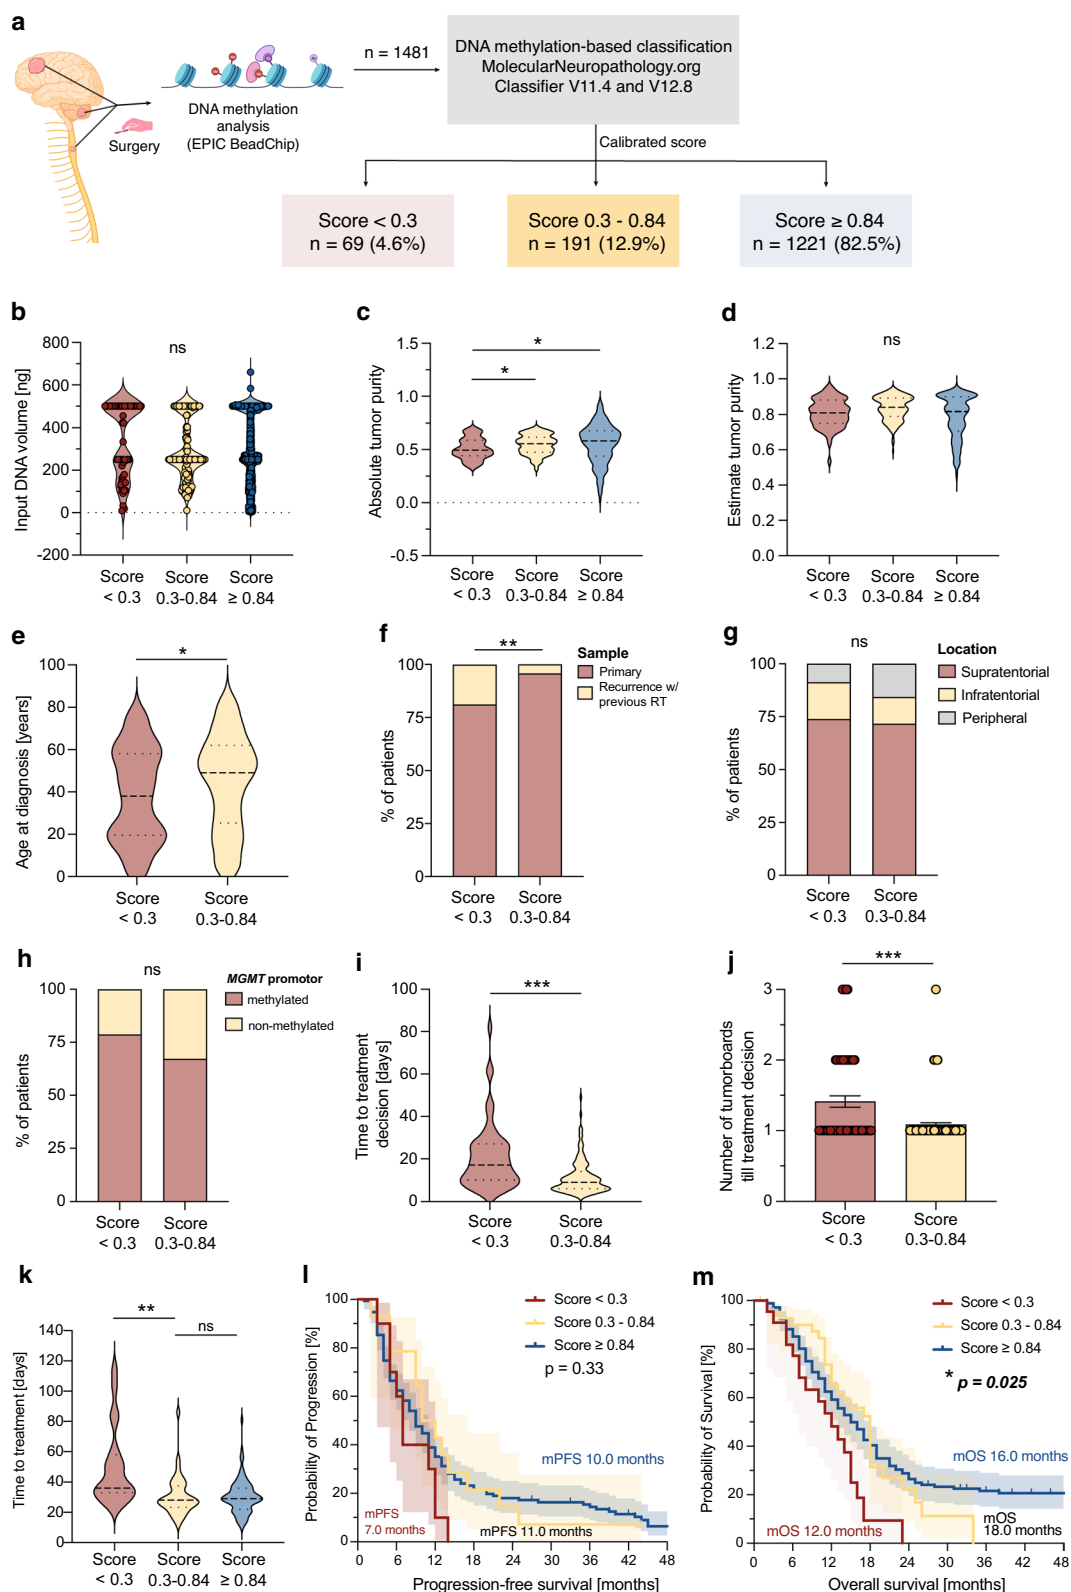 a
n = 1481
DNA methylation-based classification
MolecularNeuropathology.org
Classifier V11.4 and V12.8
DNA methylation
analysis
(EPIC BeadChip)
Surgery
Calibrated score
Score < 0.3
n = 69 (4.6%)
Score 0.3 - 0.84
n = 191 (12.9%)
Score ≥ 0.84
n = 1221 (82.5%)
b
Input DNA volume [ng]
800
600
400
200
0
-200
ns
Score
< 0.3
Score
0.3-0.84
Score
≥ 0.84
c
Absolute tumor purity
1.5
1.0
0.5
0.0
-0.5
*
*
Score
< 0.3
Score
0.3-0.84
Score
≥ 0.84
d
Estimate tumor purity
1.2
1.0
0.8
0.6
0.4
0.2
0.0
ns
Score
< 0.3
Score
0.3-0.84
Score
≥ 0.84
e
Age at diagnosis [years]
100
80
60
40
20
0
*
Score
< 0.3
Score
0.3-0.84
f
% of patients
100
75
50
25
0
**
Sample
Primary
Recurrence w/
previous RT
Score
< 0.3
Score
0.3-0.84
g
% of patients
100
75
50
25
0
ns
Location
Supratentorial
Infratentorial
Peripheral
Score
< 0.3
Score
0.3-0.84
h
% of patients
100
75
50
25
0
ns
MGMT promotor
methylated
non-methylated
Score
< 0.3
Score
0.3-0.84
i
Time to treatment
decision [days]
100
80
60
40
20
0
***
Score
< 0.3
Score
0.3-0.84
j
Number of tumorboards
till treatment decision
3
2
1
0
***
Score
< 0.3
Score
0.3-0.84
k
Time to treatment [days]
140
120
100
80
60
40
20
0
**
ns
Score
< 0.3
Score
0.3-0.84
Score
≥ 0.84
l
Probability of Progression [%]
100
80
60
40
20
0
Score < 0.3
Score 0.3 - 0.84
Score ≥ 0.84
p = 0.33
mPFS 10.0 months
mPFS
7.0 months
mPFS 11.0 months
0 6 12 18 24 30 36 42 48
Progression-free survival [months]
m
Probability of Survival [%]
100
80
60
40
20
0
Score < 0.3
Score 0.3 - 0.84
Score ≥ 0.84
* p = 0.025
mOS 16.0 months
mOS 12.0 months
mOS
18.0 months
0 6 12 18 24 30 36 42 48
Overall survival [months]